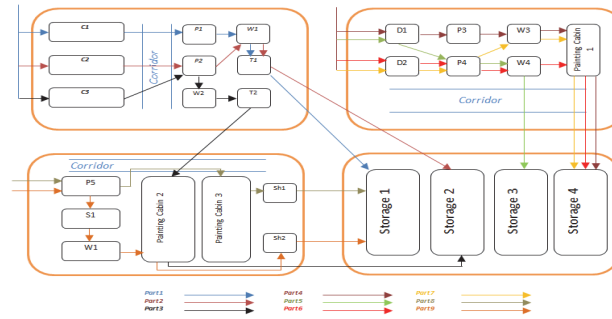 C1
P1
W1
C2
Corridor
P2
T1
C3
W2
T2
D1
P3
W3
Painting Cabin
1
D2
P4
W4
Corridor
Corridor
P5
S1
W1
Painting Cabin 2
Painting Cabin 3
Sh1
Sh2
Storage 1
Storage 2
Storage 3
Storage 4
Part1
Part4
Part7
Part2
Part5
Part8
Part3
Part6
Part9